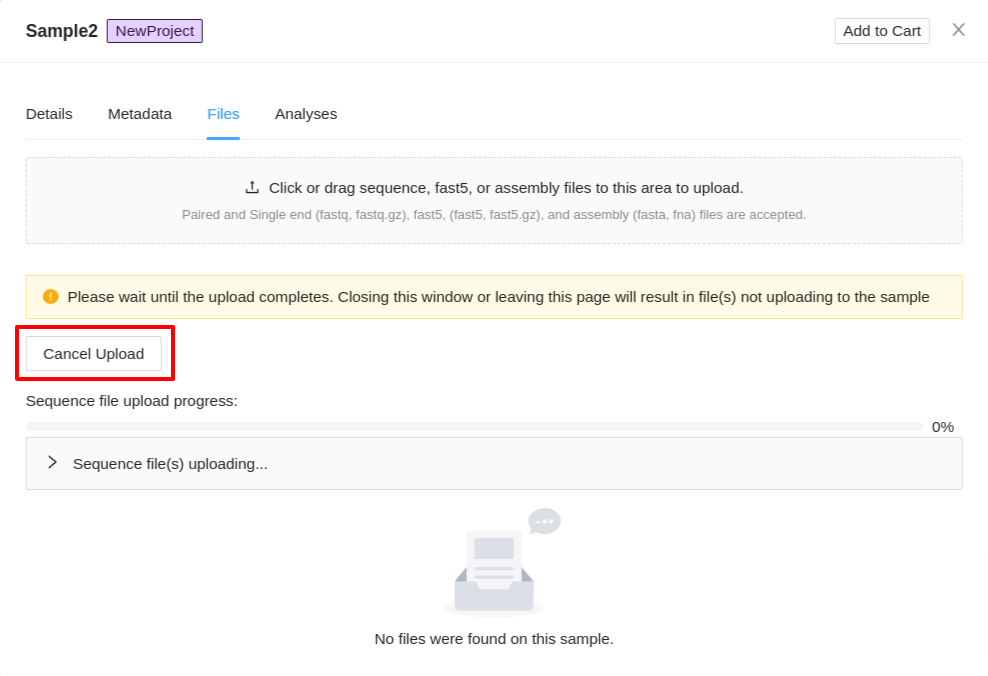 Sample2 NewProject Add to Cart
Details Metadata Files Analyses
Click or drag sequence, fast5, or assembly files to this area to upload.
Paired and Single end (fastq, fastq.gz), fast5, (fast5, fast5.gz), and assembly (fasta, fna) files are accepted.
Please wait until the upload completes. Closing this window or leaving this page will result in file(s) not uploading to the sample
Cancel Upload
Sequence file upload progress:
0%
Sequence file(s) uploading...
No files were found on this sample.